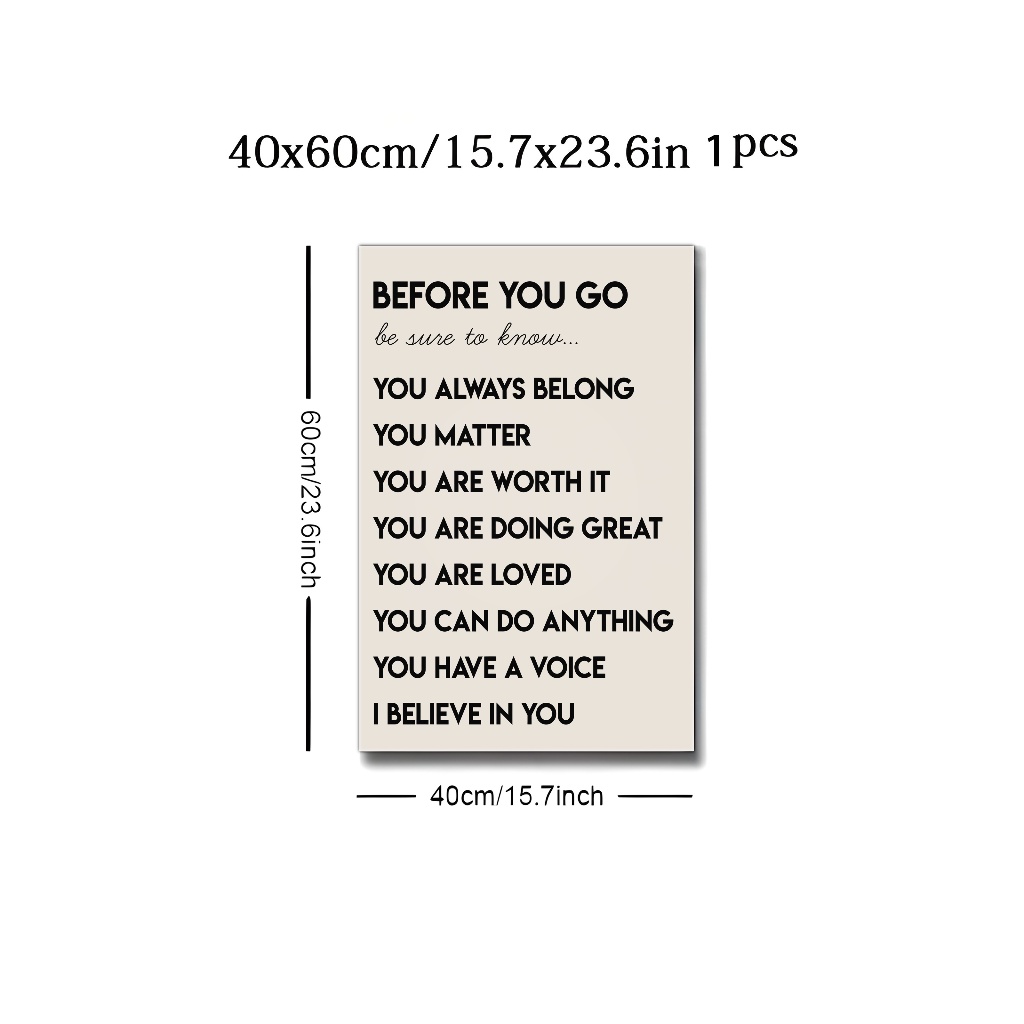 40x60cm/15.7x23.6in 1pcs
BEFORE YOU GO
be sure to know...
YOU ALWAYS BELONG
YOU MATTER
YOU ARE WORTH IT
YOU ARE DOING GREAT
YOU ARE LOVED
YOU CAN DO ANYTHING
YOU HAVE A VOICE
I BELIEVE IN YOU
60cm/23.6inch
40cm/15.7inch